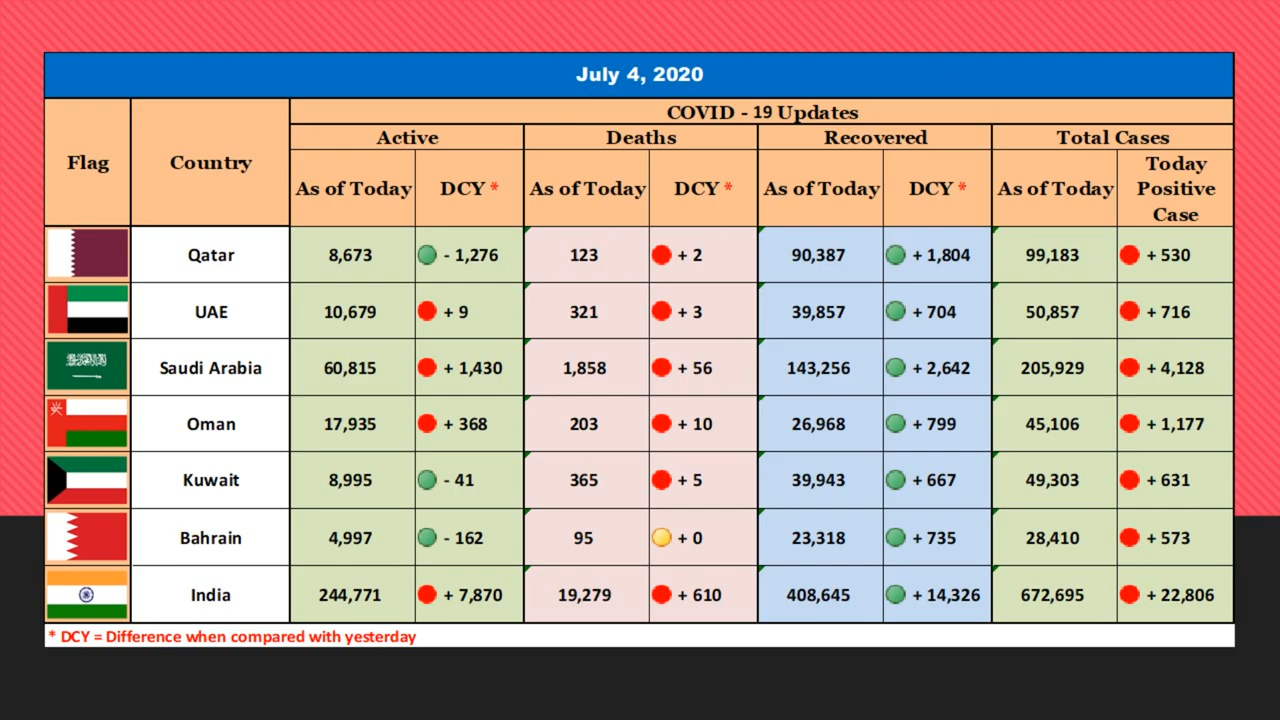 July 4, 2020
COVID - 19 Updates
Flag Country Active Deaths Recovered Total Cases
As of Today DCY * As of Today DCY * As of Today DCY * As of Today Today Positive Case
Qatar 8,673 - 1,276 123 + 2 90,387 + 1,804 99,183 + 530
UAE 10,679 + 9 321 + 3 39,857 + 704 50,857 + 716
Saudi Arabia 60,815 + 1,430 1,858 + 56 143,256 + 2,642 205,929 + 4,128
Oman 17,935 + 368 203 + 10 26,968 + 799 45,106 + 1,177
Kuwait 8,995 - 41 365 + 5 39,943 + 667 49,303 + 631
Bahrain 4,997 - 162 95 + 0 23,318 + 735 28,410 + 573
India 244,771 + 7,870 19,279 + 610 408,645 + 14,326 672,695 + 22,806
* DCY = Difference when compared with yesterday